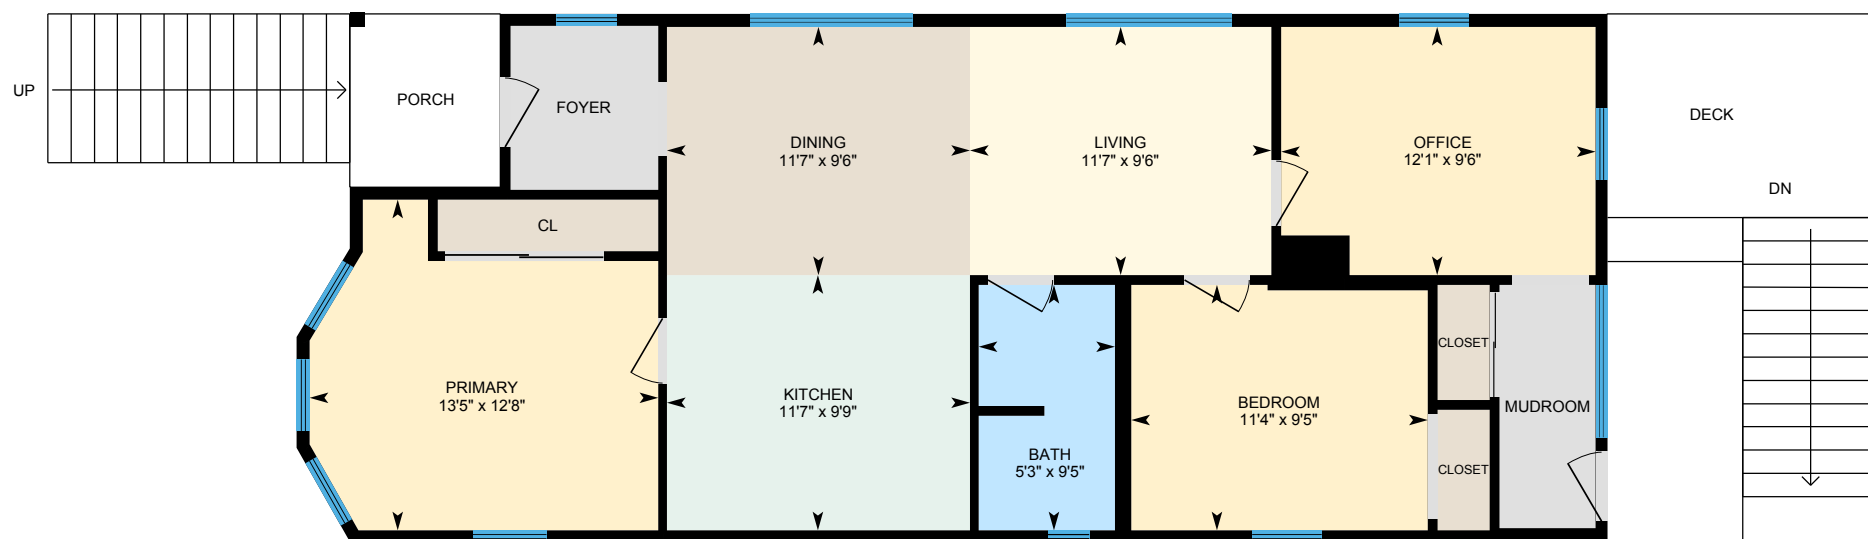 UP
PORCH
FOYER
DINING
11'7" x 9'6"
LIVING
11'7" x 9'6"
OFFICE
12'1" x 9'6"
DECK
DN
CL
PRIMARY
13'5" x 12'8"
KITCHEN
11'7" x 9'9"
BATH
5'3" x 9'5"
BEDROOM
11'4" x 9'5"
CLOSET
CLOSET
MUDROOM